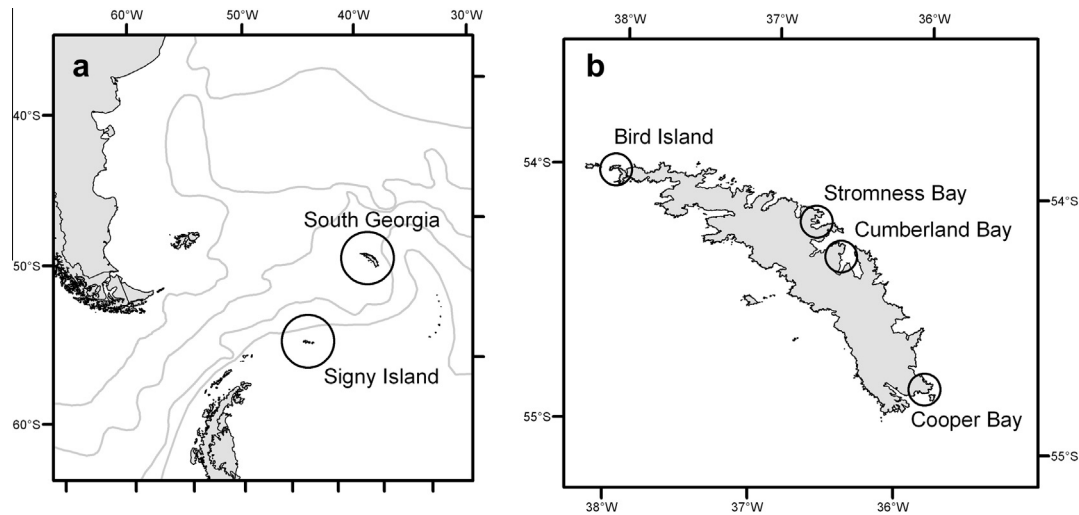 60°W 50°W 40°W 30°W
a
40°S
South Georgia
50°S
Signy Island
60°S
38°W 37°W 36°W
b
Bird Island
54°S
Stromness Bay
54°S
Cumberland Bay
55°S
Cooper Bay
55°S
38°W 37°W 36°W